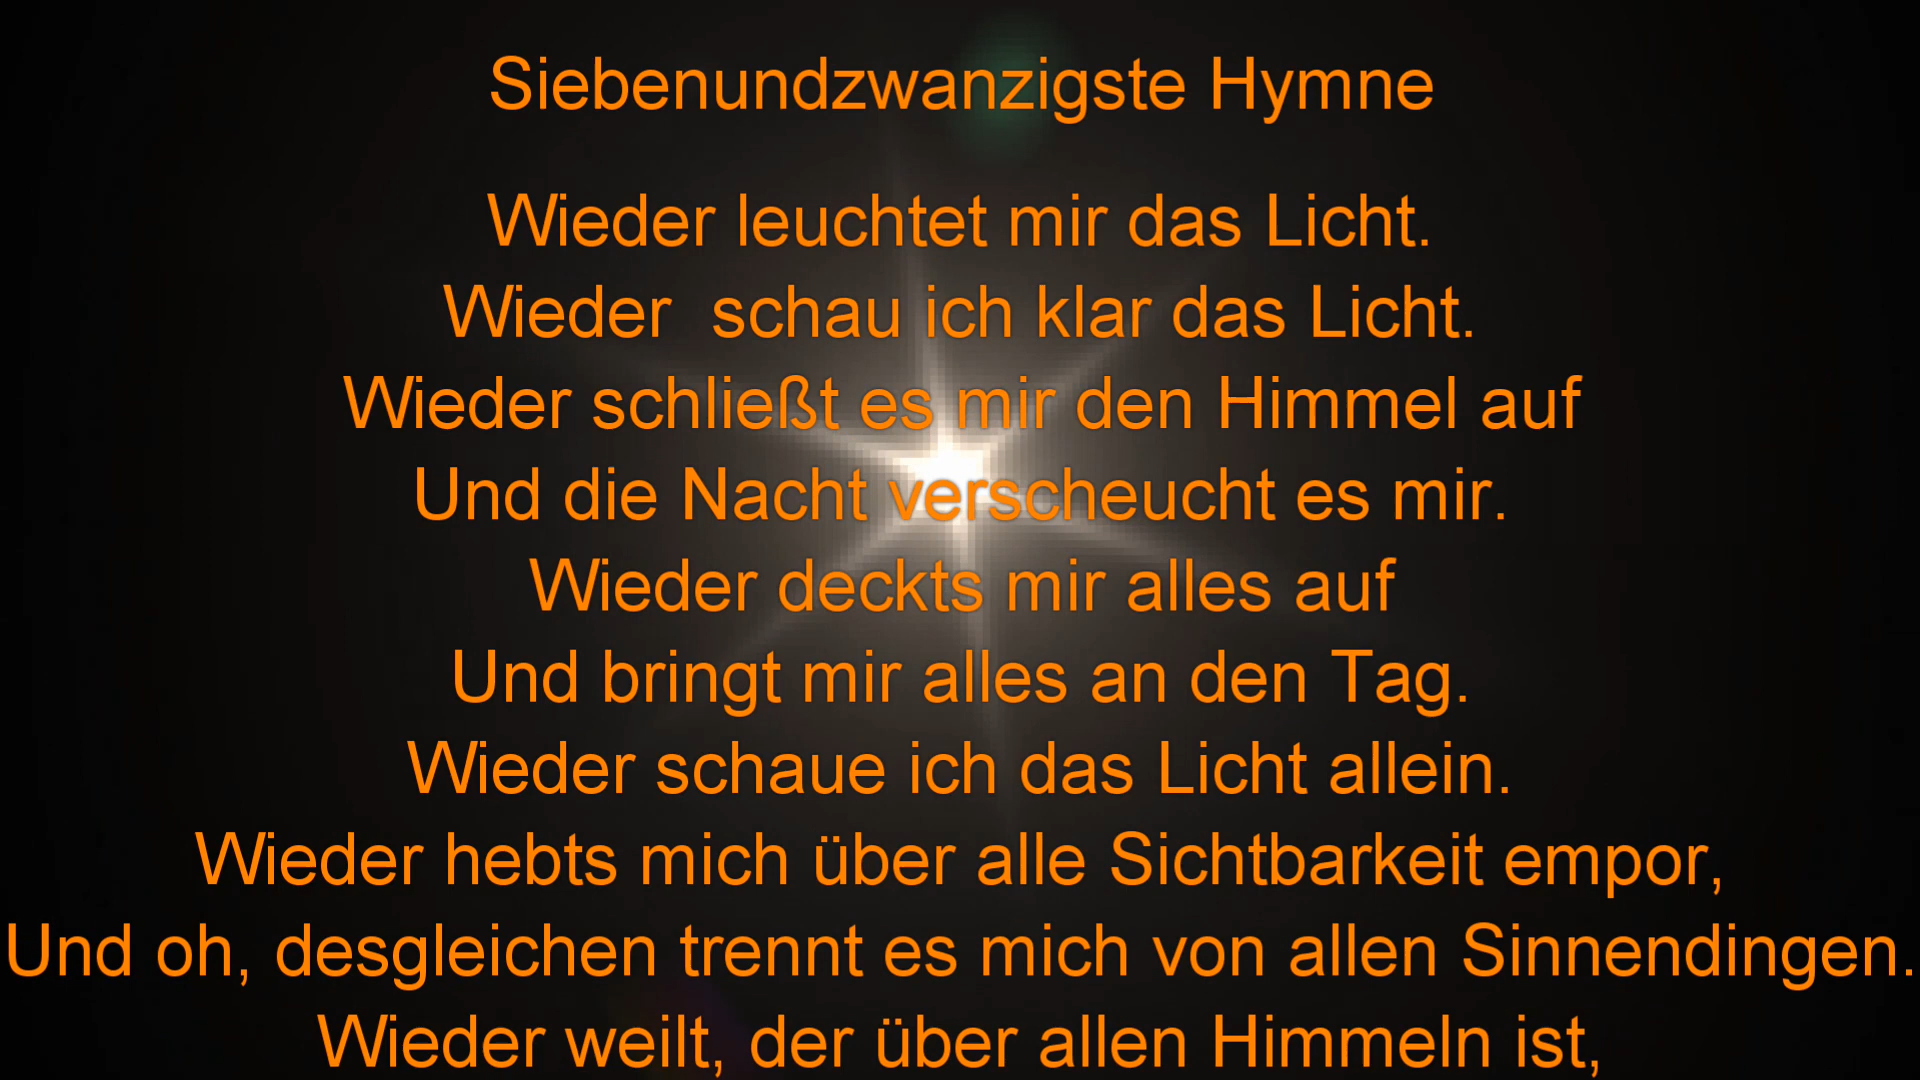 Siebenundzwanzigste Hymne
Wieder leuchtet mir das Licht.
Wieder  schau ich klar das Licht.
Wieder schließt es mir den Himmel auf
Und die Nacht verscheucht es mir.
Wieder deckts mir alles auf
Und bringt mir alles an den Tag.
Wieder schaue ich das Licht allein.
Wieder hebts mich über alle Sichtbarkeit empor,
Und oh, desgleichen trennt es mich von allen Sinnendingen.
Wieder weilt, der über allen Himmeln ist,